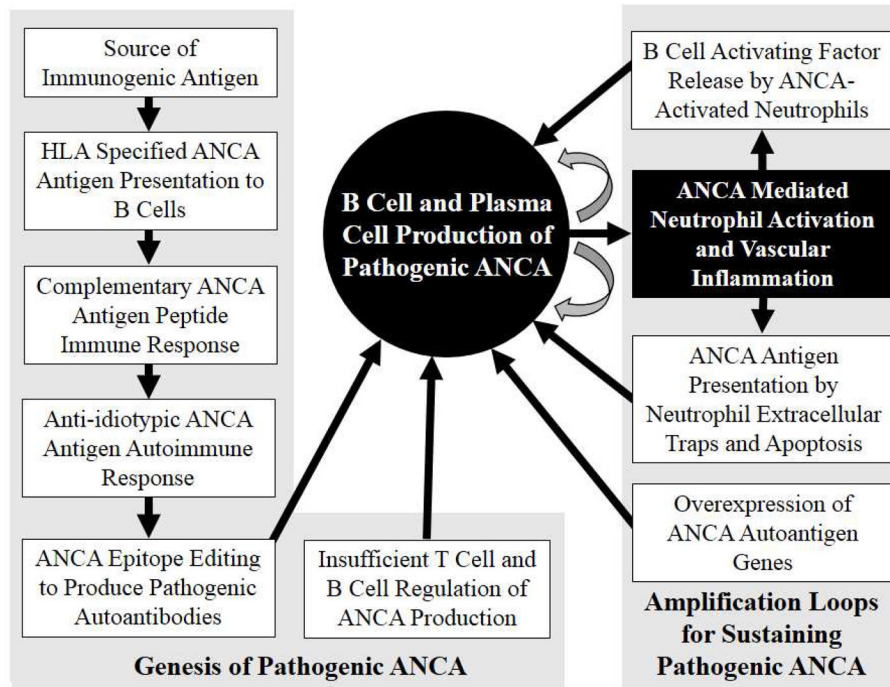 Source of
Immunogenic Antigen
HLA Specified ANCA
Antigen Presentation to
B Cells
Complementary ANCA
Antigen Peptide
Immune Response
Anti-idiotypic ANCA
Antigen Autoimmune
Response
ANCA Epitope Editing
to Produce Pathogenic
Autoantibodies
Insufficient T Cell and
B Cell Regulation of
ANCA Production
Genesis of Pathogenic ANCA
B Cell and Plasma
Cell Production of
Pathogenic ANCA
B Cell Activating Factor
Release by ANCA-
Activated Neutrophils
ANCA Mediated
Neutrophil Activation
and Vascular
Inflammation
ANCA Antigen
Presentation by
Neutrophil Extracellular
Traps and Apoptosis
Overexpression of
ANCA Autoantigen
Genes
Amplification Loops
for Sustaining
Pathogenic ANCA